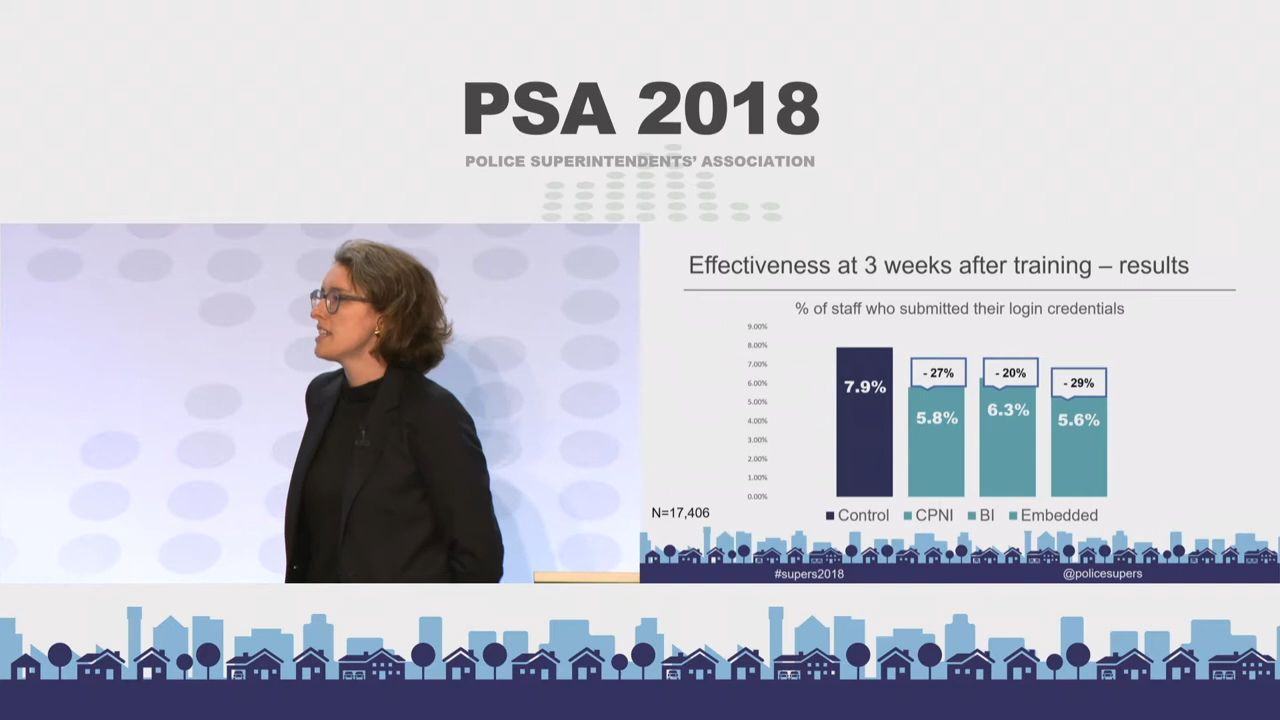 PSA 2018
POLICE SUPERINTENDENTS' ASSOCIATION
Effectiveness at 3 weeks after training – results
% of staff who submitted their login credentials
9.00%
8.00%
7.00%
6.00%
5.00%
4.00%
3.00%
2.00%
1.00%
0.00%
7.9%
- 27%
5.8%
- 20%
6.3%
- 29%
5.6%
Control CPNI BI Embedded
N=17,406
#supers2018 @policesupers